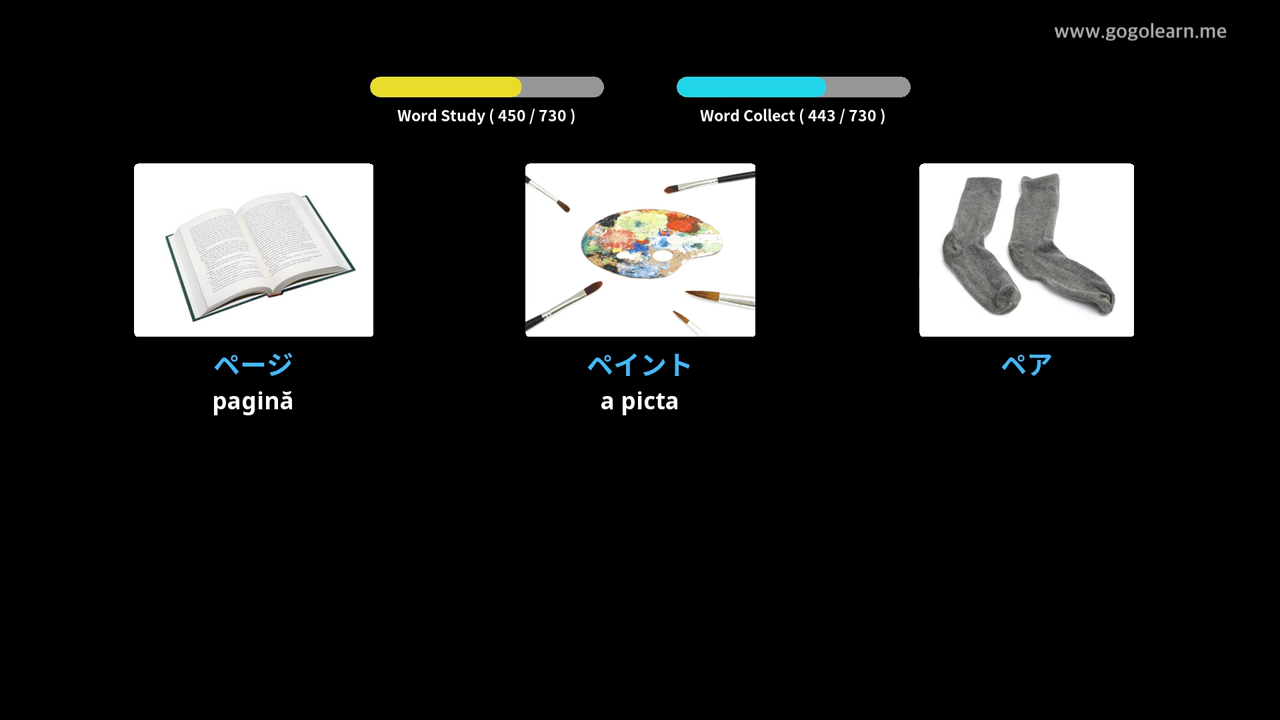 www.gogolearn.me
Word Study ( 450 / 730 )
Word Collect ( 443 / 730 )
ページ
pagină
ペイント
a picta
ペア